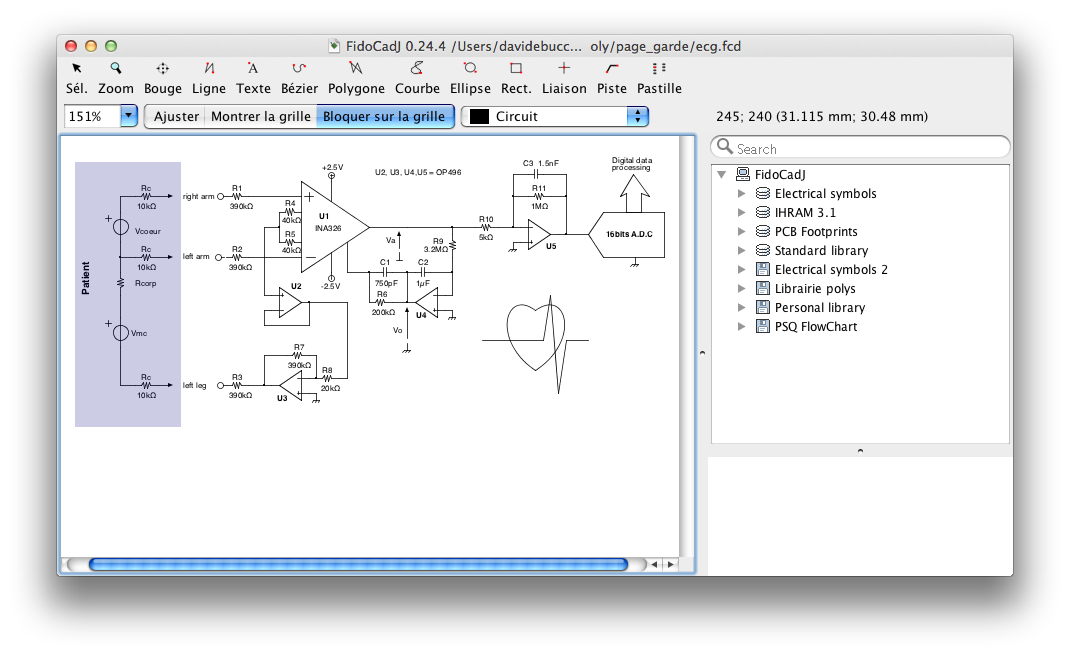 FidoCadJ 0.24.4 /Users/davidebucc... oly/page_garde/ecg.fcd
Sél. Zoom Bouge Ligne Texte Bézier Polygone Courbe Ellipse Rect. Liaison Piste Pastille
151% Ajuster Montrer la grille Bloquer sur la grille Circuit 245; 240 (31.115 mm; 30.48 mm)
Search
FidoCadJ
Electrical symbols
IHRAM 3.1
PCB Footprints
Standard library
Electrical symbols 2
Librairie polys
Personal library
PSQ FlowChart
Patient
Rc
10kΩ
Vcoeur
Rc
10kΩ
Rcorp
Vmc
Rc
10kΩ
right arm
R1
390kΩ
left arm
R2
390kΩ
left leg
R3
390kΩ
+2.5V
R4
40kΩ
R5
40kΩ
U1
INA326
-2.5V
U2
R7
390kΩ
R8
20kΩ
U3
U2, U3, U4,U5 = OP496
Va
R9
3.2MΩ
C1
750pF
C2
1µF
R6
200kΩ
U4
Vo
R10
5kΩ
C3 1.5nF
R11
1MΩ
U5
Digital data
processing
16bits A.D.C